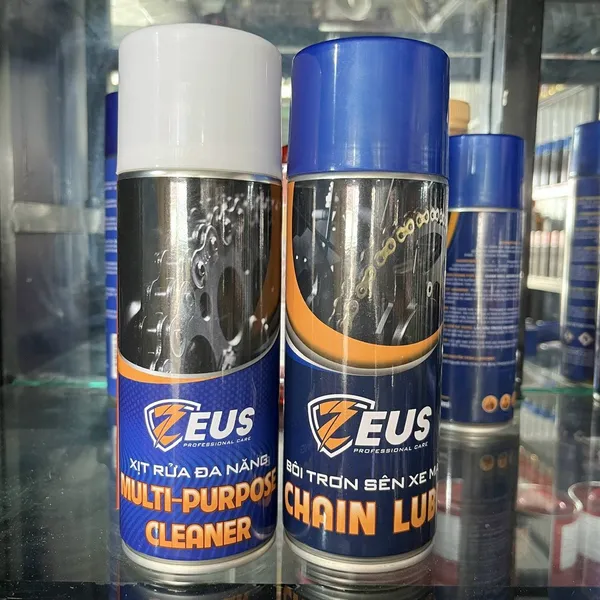 ZEUS
PROFESSIONAL CARE
XỊT RỬA ĐA NĂNG
MULTI-PURPOSE
CLEANER
ZEUS
PROFESSIONAL CARE
BÔI TRƠN SÊN XE
CHAIN LUB